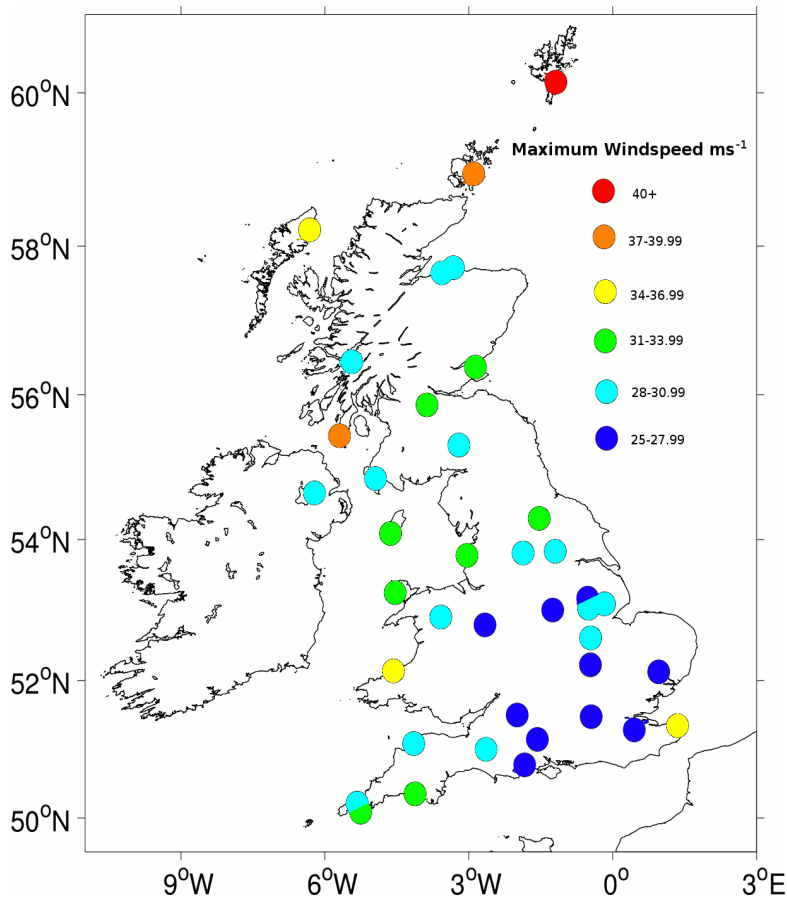 60°N
Maximum Windspeed ms-1
40+
37-39.99
58°N
34-36.99
31-33.99
56°N
28-30.99
25-27.99
54°N
52°N
50°N
9°W 6°W 3°W 0° 3°E